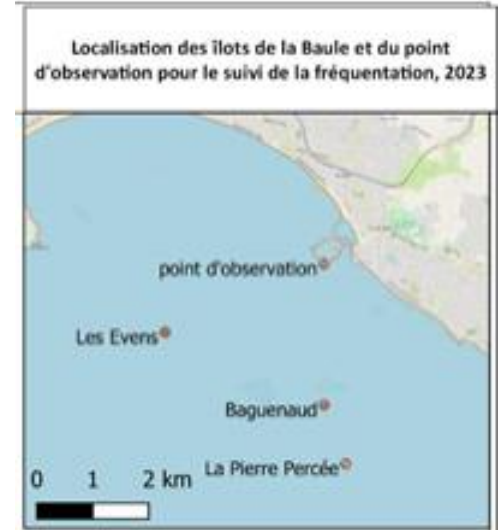 Localisation des îlots de la Baule et du point
d'observation pour le suivi de la fréquentation, 2023
point d'observation
Les Evens
Baguenaud
La Pierre Percée
0 1 2 km